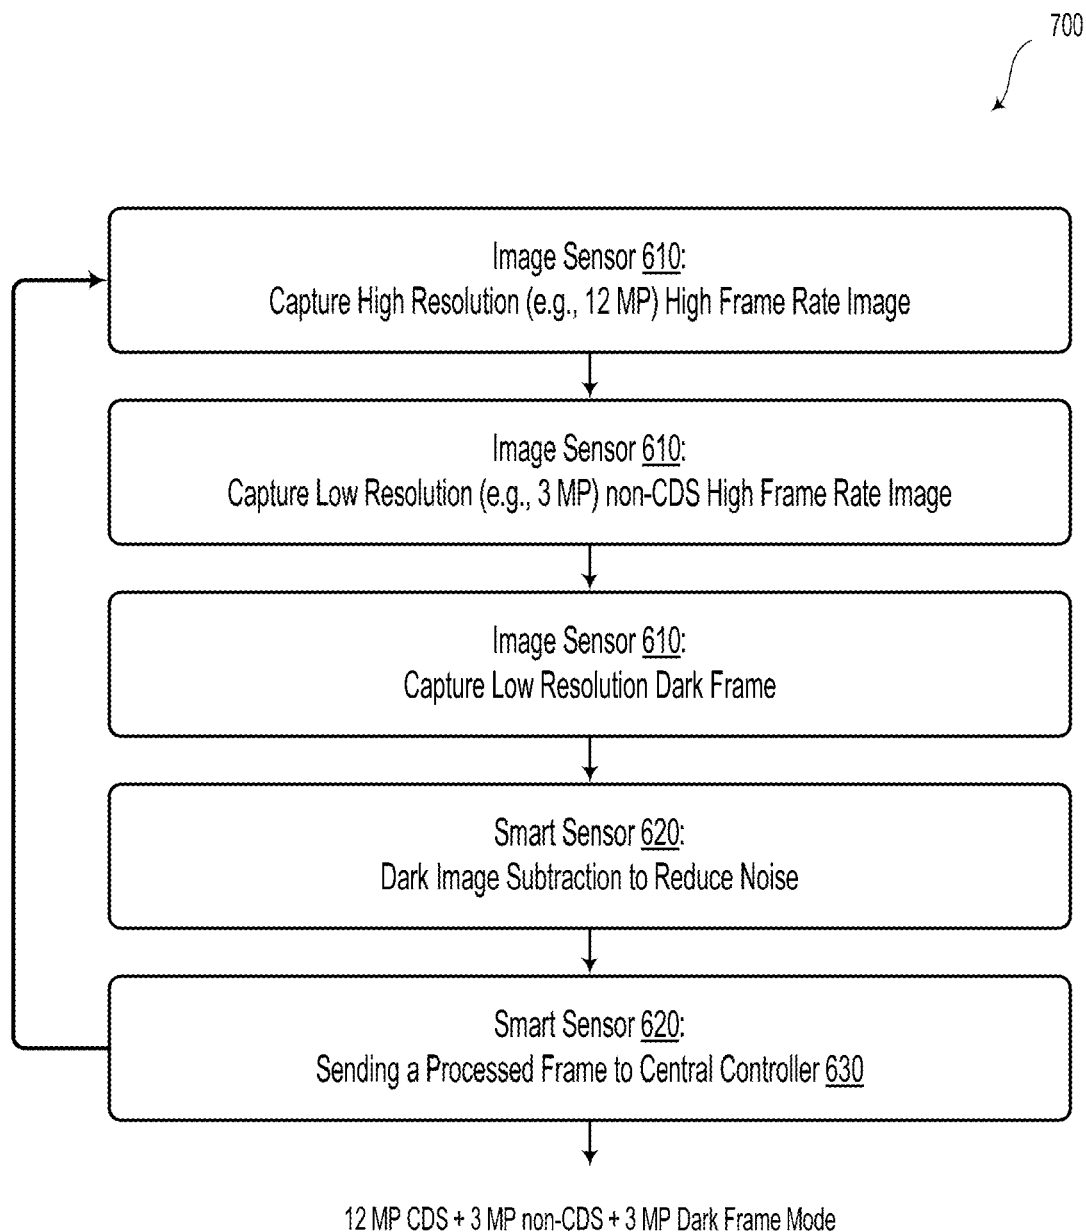 700
Image Sensor 610:
Capture High Resolution (e.g., 12 MP) High Frame Rate Image
Image Sensor 610:
Capture Low Resolution (e.g., 3 MP) non-CDS High Frame Rate Image
Image Sensor 610:
Capture Low Resolution Dark Frame
Smart Sensor 620:
Dark Image Subtraction to Reduce Noise
Smart Sensor 620:
Sending a Processed Frame to Central Controller 630
12 MP CDS + 3 MP non-CDS + 3 MP Dark Frame Mode